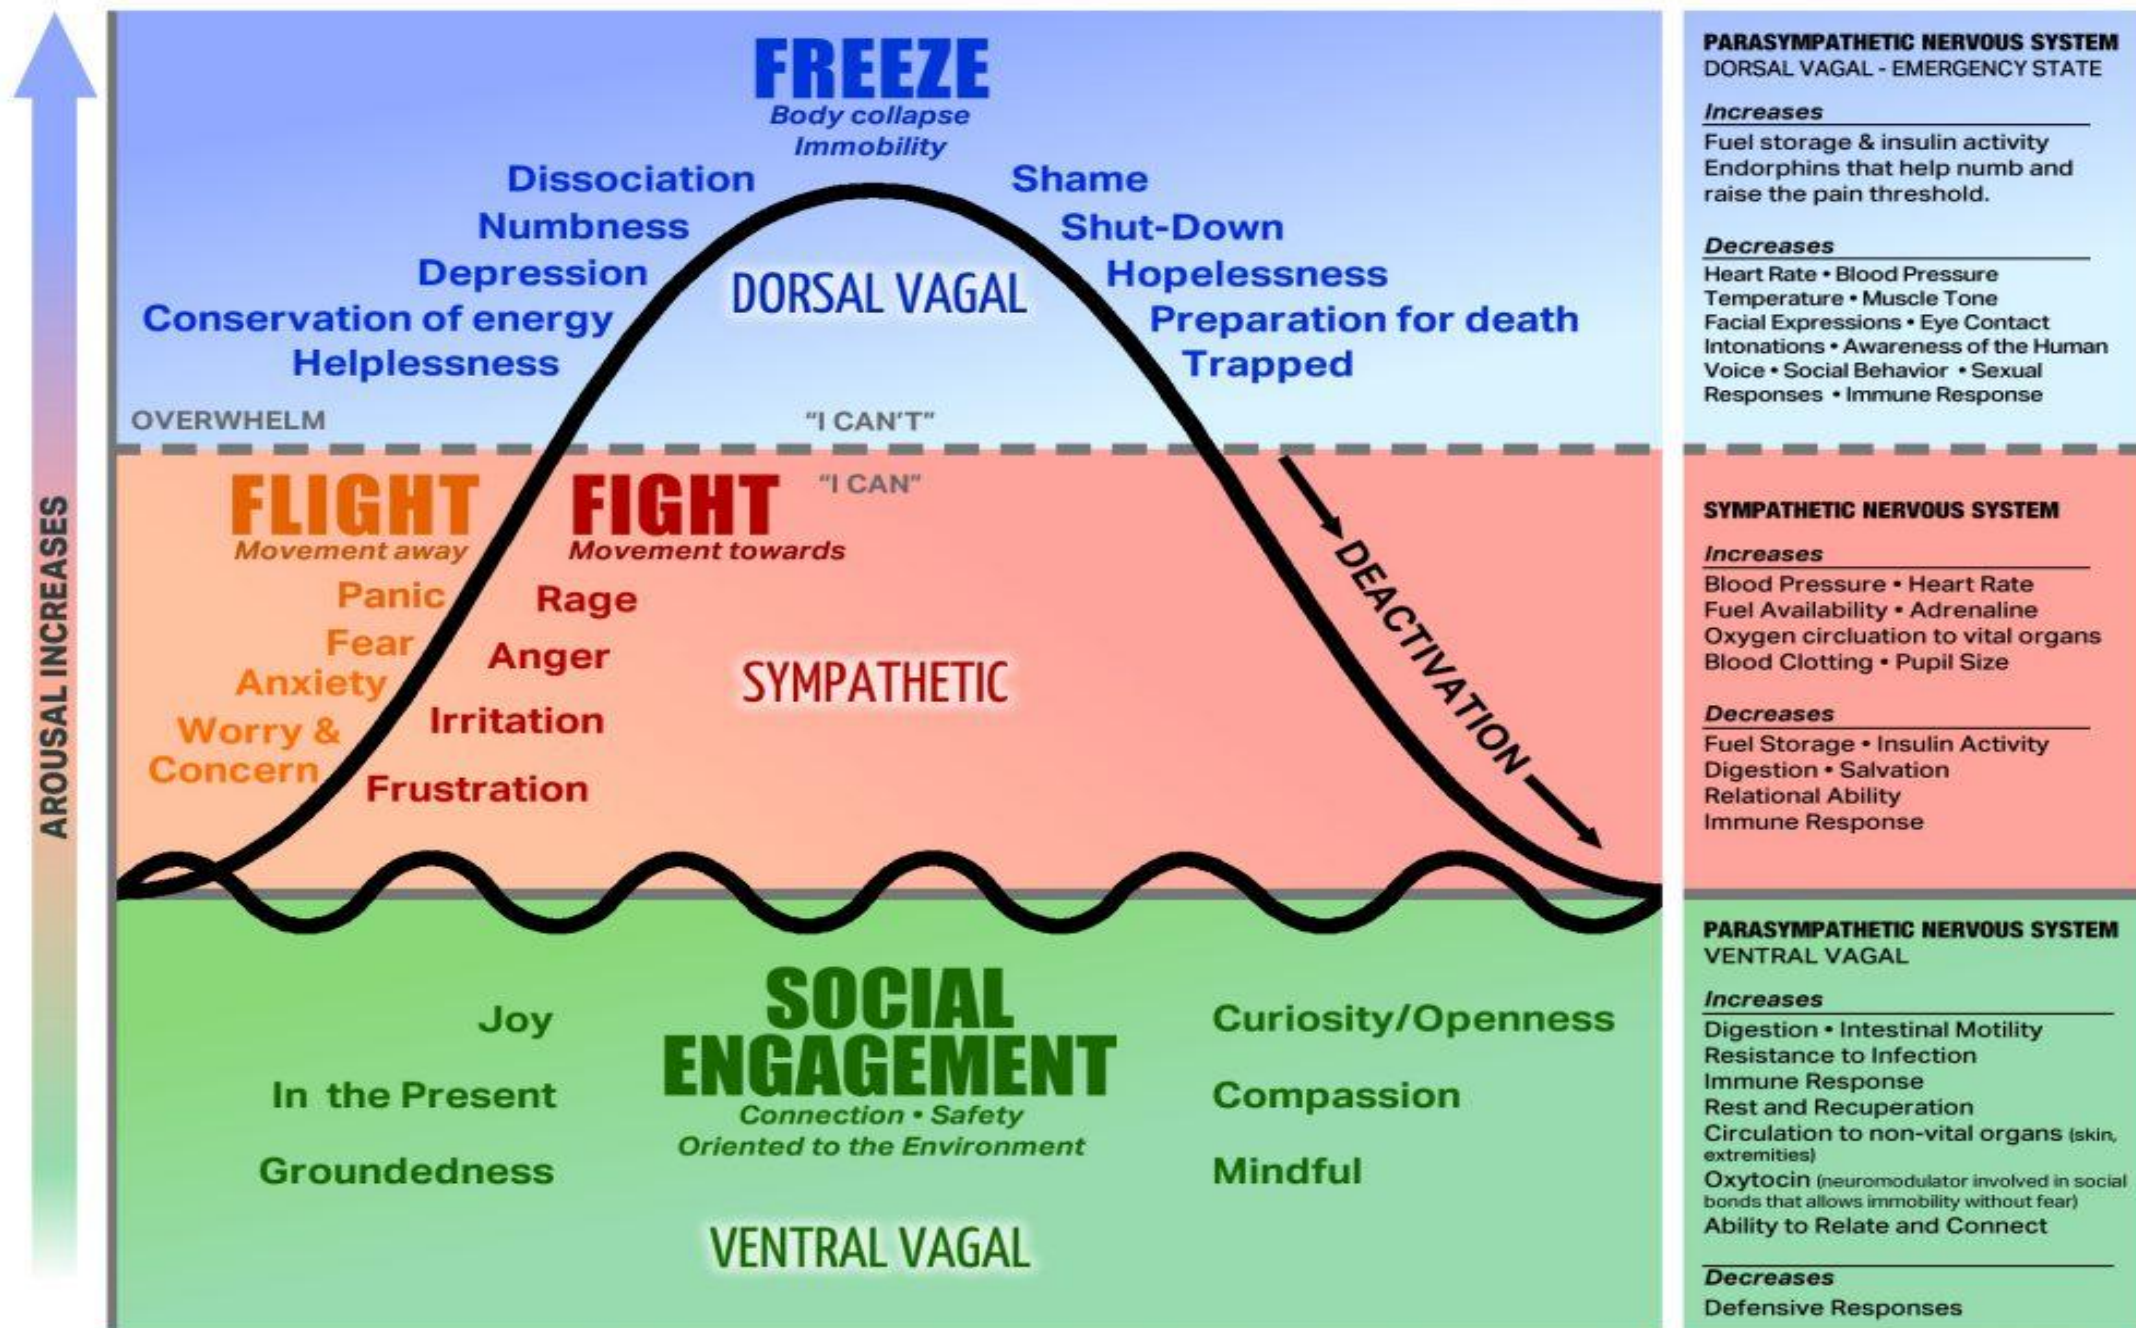 AROUSAL INCREASES
FREEZE
Body collapse
Immobility
Dissociation
Numbness
Depression
Conservation of energy
Helplessness
Shame
Shut-Down
Hopelessness
Preparation for death
Trapped
DORSAL VAGAL
OVERWHELM
"I CAN'T"
"I CAN"
FLIGHT
Movement away
Panic
Fear
Anxiety
Worry &
Concern
FIGHT
Movement towards
Rage
Anger
Irritation
Frustration
SYMPATHETIC
DEACTIVATION
SOCIAL
ENGAGEMENT
Connection • Safety
Oriented to the Environment
Joy
In the Present
Groundedness
Curiosity/Openness
Compassion
Mindful
VENTRAL VAGAL
PARASYMPATHETIC NERVOUS SYSTEM
DORSAL VAGAL - EMERGENCY STATE
Increases
Fuel storage & insulin activity
Endorphins that help numb and
raise the pain threshold.
Decreases
Heart Rate • Blood Pressure
Temperature • Muscle Tone
Facial Expressions • Eye Contact
Intonations • Awareness of the Human
Voice • Social Behavior • Sexual
Responses • Immune Response
SYMPATHETIC NERVOUS SYSTEM
Increases
Blood Pressure • Heart Rate
Fuel Availability • Adrenaline
Oxygen circluation to vital organs
Blood Clotting • Pupil Size
Decreases
Fuel Storage • Insulin Activity
Digestion • Salvation
Relational Ability
Immune Response
PARASYMPATHETIC NERVOUS SYSTEM
VENTRAL VAGAL
Increases
Digestion • Intestinal Motility
Resistance to Infection
Immune Response
Rest and Recuperation
Circulation to non-vital organs (skin,
extremities)
Oxytocin (neuromodulator involved in social
bonds that allows immobility without fear)
Ability to Relate and Connect
Decreases
Defensive Responses